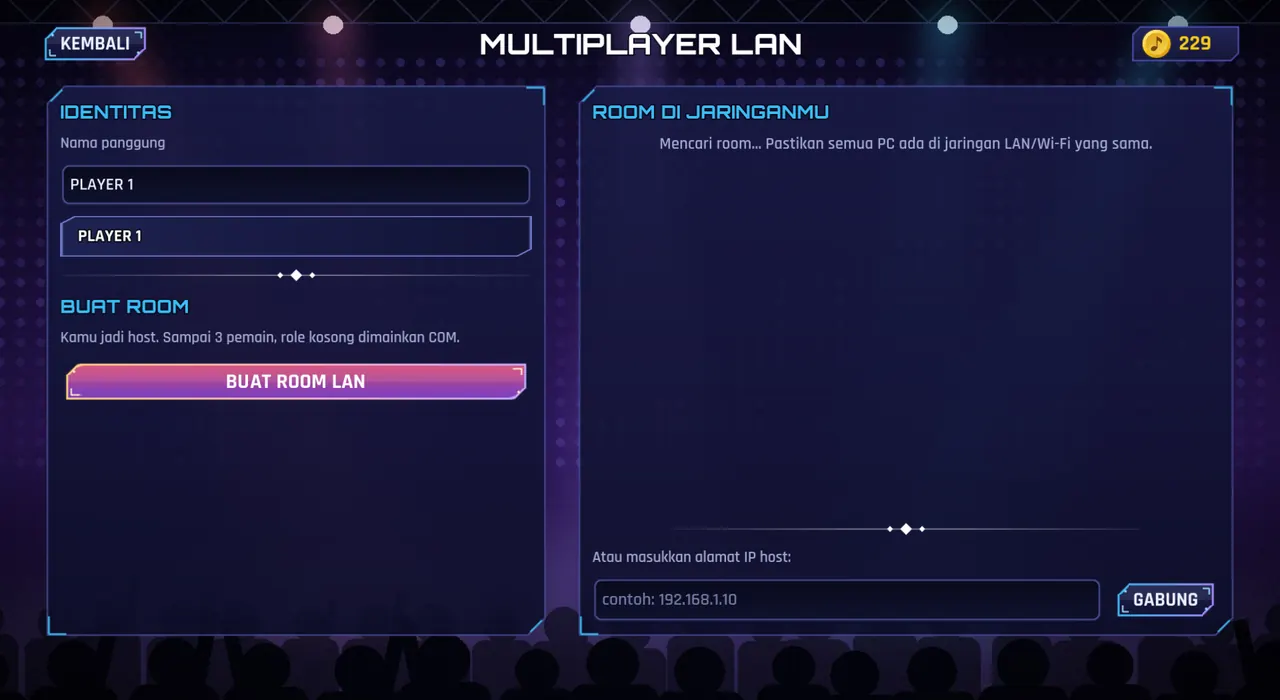 KEMBALI
MULTIPLAYER LAN
229
IDENTITAS
Nama panggung
PLAYER 1
PLAYER 1
BUAT ROOM
Kamu jadi host. Sampai 3 pemain, role kosong dimainkan COM.
BUAT ROOM LAN
ROOM DI JARINGANMU
Mencari room... Pastikan semua PC ada di jaringan LAN/Wi-Fi yang sama.
Atau masukkan alamat IP host:
contoh: 192.168.1.10
GABUNG